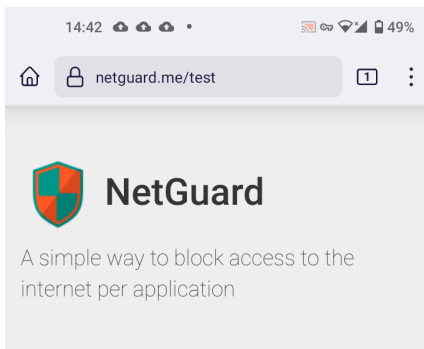 14:42 49%
netguard.me/test 1
NetGuard
A simple way to block access to the
internet per application